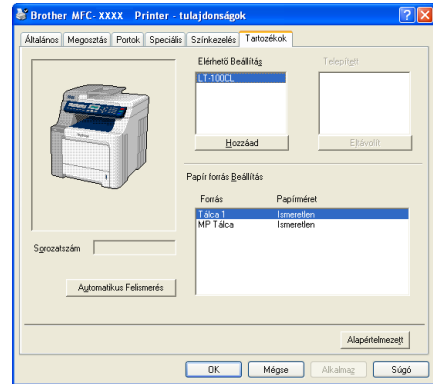 Brother MFC- XXXX Printer - tulajdonságok
Általános Megosztás Portok Speciális Színkezelés Tartozékok
Elérhető Beállítás
Telepített
LT-100CL
Hozzáad
Eltávolít
Papír forrás Beállítás
Forrás Papírméret
Tálca 1 Ismeretlen
MP Tálca Ismeretlen
Sorozatszám
Automatikus Felismerés
Alapértelmezett
OK Mégse Alkalmaz Súgó